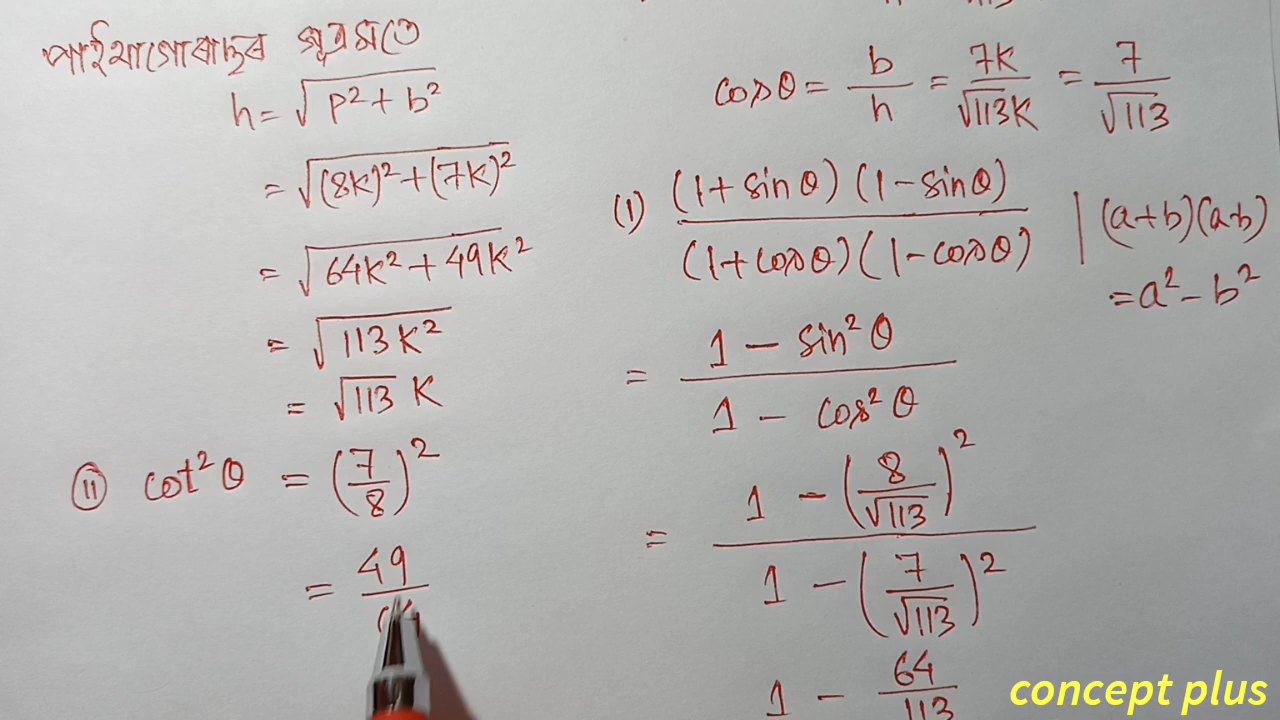 পাইথাগোৰাছৰ সূত্ৰমতে
h = √(p² + b²)
= √((8K)² + (7K)²)
= √(64K² + 49K²)
= √(113K²)
= √113 K
(ii) cot²θ = (7/8)²
= 49/
cosθ = b/h = 7K/√113K = 7/√113
(i) (1+sinθ)(1-sinθ)/(1+cosθ)(1-cosθ) | (a+b)(a-b)
= a² - b²
= 1 - sin²θ/1 - cos²θ
= 1 - (8/√113)²/1 - (7/√113)²
1 - 64/113
concept plus